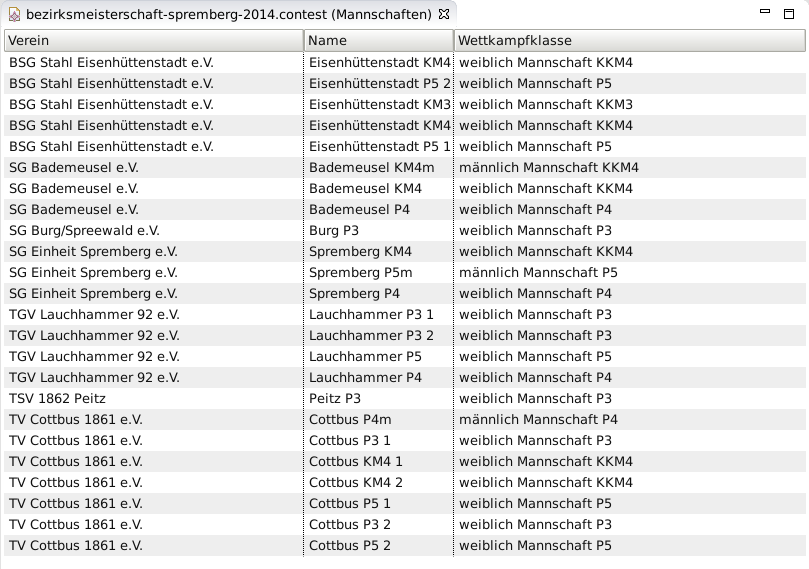 bezirksmeisterschaft-spremberg-2014.contest (Mannschaften)
Verein Name Wettkampfklasse
BSG Stahl Eisenhüttenstadt e.V. Eisenhüttenstadt KM4 weiblich Mannschaft KKM4
BSG Stahl Eisenhüttenstadt e.V. Eisenhüttenstadt P5 2 weiblich Mannschaft P5
BSG Stahl Eisenhüttenstadt e.V. Eisenhüttenstadt KM3 weiblich Mannschaft KKM3
BSG Stahl Eisenhüttenstadt e.V. Eisenhüttenstadt KM4 weiblich Mannschaft KKM4
BSG Stahl Eisenhüttenstadt e.V. Eisenhüttenstadt P5 1 weiblich Mannschaft P5
SG Bademeusel e.V. Bademeusel KM4m männlich Mannschaft KKM4
SG Bademeusel e.V. Bademeusel KM4 weiblich Mannschaft KKM4
SG Bademeusel e.V. Bademeusel P4 weiblich Mannschaft P4
SG Burg/Spreewald e.V. Burg P3 weiblich Mannschaft P3
SG Einheit Spremberg e.V. Spremberg KM4 weiblich Mannschaft KKM4
SG Einheit Spremberg e.V. Spremberg P5m männlich Mannschaft P5
SG Einheit Spremberg e.V. Spremberg P4 weiblich Mannschaft P4
TGV Lauchhammer 92 e.V. Lauchhammer P3 1 weiblich Mannschaft P3
TGV Lauchhammer 92 e.V. Lauchhammer P3 2 weiblich Mannschaft P3
TGV Lauchhammer 92 e.V. Lauchhammer P5 weiblich Mannschaft P5
TGV Lauchhammer 92 e.V. Lauchhammer P4 weiblich Mannschaft P4
TSV 1862 Peitz Peitz P3 weiblich Mannschaft P3
TV Cottbus 1861 e.V. Cottbus P4m männlich Mannschaft P4
TV Cottbus 1861 e.V. Cottbus P3 1 weiblich Mannschaft P3
TV Cottbus 1861 e.V. Cottbus KM4 1 weiblich Mannschaft KKM4
TV Cottbus 1861 e.V. Cottbus KM4 2 weiblich Mannschaft KKM4
TV Cottbus 1861 e.V. Cottbus P5 1 weiblich Mannschaft P5
TV Cottbus 1861 e.V. Cottbus P3 2 weiblich Mannschaft P3
TV Cottbus 1861 e.V. Cottbus P5 2 weiblich Mannschaft P5